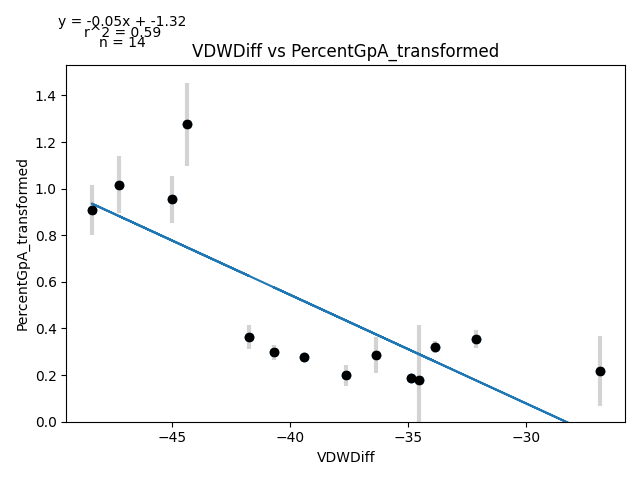 y = -0.05x + -1.32
r^2 = 0.59
n = 14
VDWDiff vs PercentGpA_transformed
PercentGpA_transformed
1.4
1.2
1.0
0.8
0.6
0.4
0.2
0.0
−45
−40
−35
−30
VDWDiff